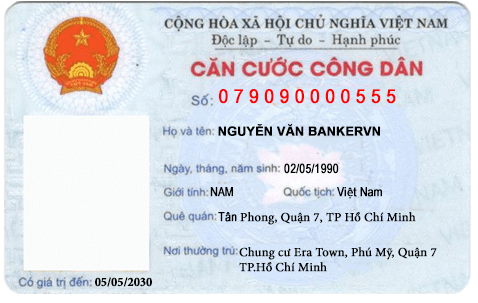 CỘNG HÒA XÃ HỘI CHỦ NGHĨA VIỆT NAM
Độc lập - Tự do - Hạnh phúc
CĂN CƯỚC CÔNG DÂN
Số: 079090000555
Họ và tên: NGUYỄN VĂN BANKERVN
Ngày, tháng, năm sinh: 02/05/1990
Giới tính: NAM Quốc tịch: Việt Nam
Quê quán: Tân Phong, Quận 7, TP Hồ Chí Minh
Nơi thường trú: Chung cư Era Town, Phú Mỹ, Quận 7
TP.Hồ Chí Minh
Có giá trị đến: 05/05/2030